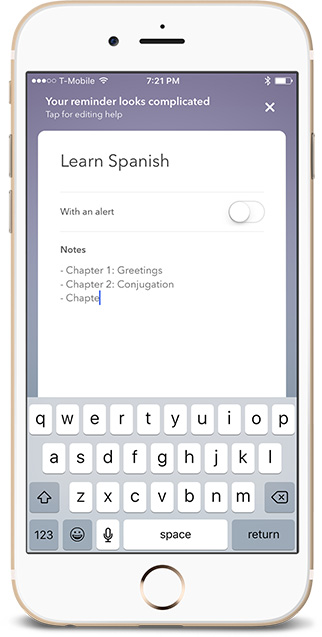 T-Mobile 7:21 PM
Your reminder looks complicated
Tap for editing help
Learn Spanish
With an alert
Notes
- Chapter 1: Greetings
- Chapter 2: Conjugation
- Chapte
q w e r t y u i o p
a s d f g h j k l
z x c v b n m
123 space return